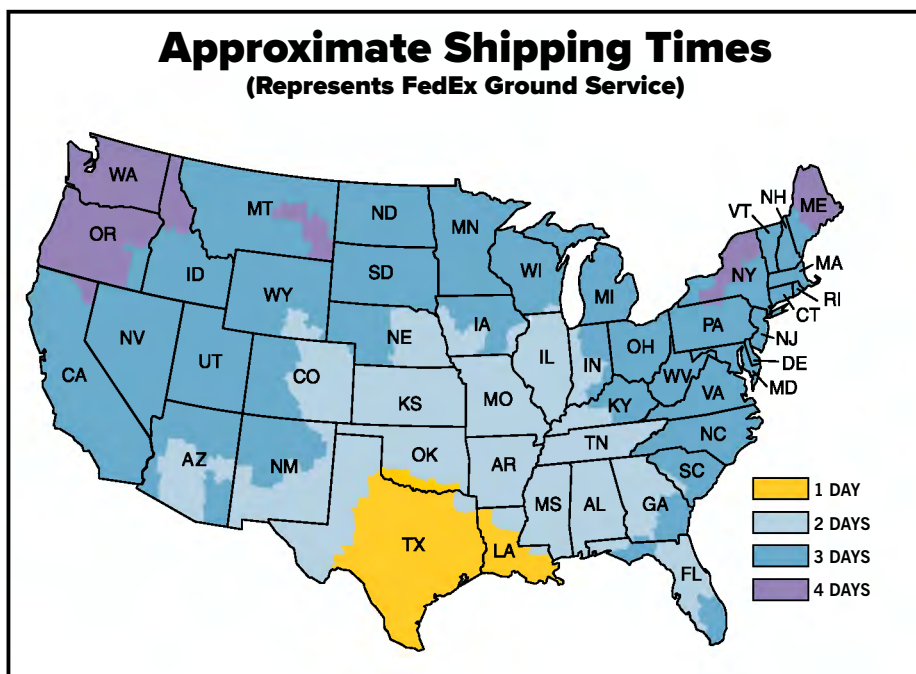 Approximate Shipping Times
(Represents FedEx Ground Service)
WA
OR
MT
ID
ND
MN
SD
WY
WI
MI
NH
VT
ME
NY
MA
RI
CT
NV
UT
CA
CO
NE
IA
IL
IN
OH
PA
NJ
DE
MD
WV
VA
KS
MO
KY
AZ
NM
OK
AR
TN
NC
SC
MS
AL
GA
TX
LA
FL
1 DAY
2 DAYS
3 DAYS
4 DAYS